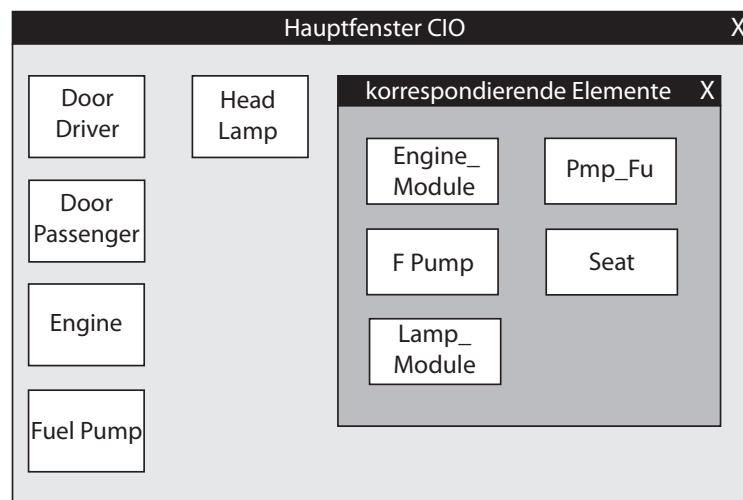 Hauptfenster CIO X
Door
Driver
Head
Lamp
Door
Passenger
Engine
Fuel Pump
korrespondierende Elemente X
Engine_
Module
Pmp_Fu
F Pump
Seat
Lamp_
Module